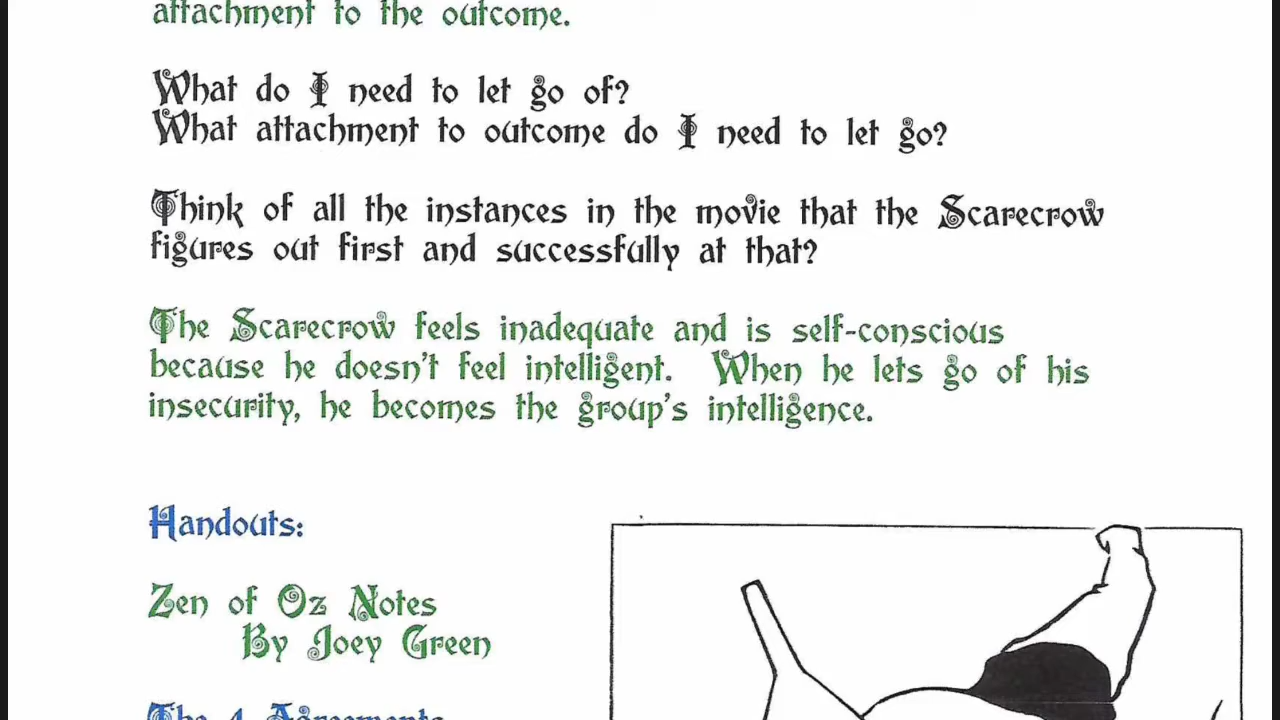 attachment to the outcome.
What do I need to let go of?
What attachment to outcome do I need to let go?
Think of all the instances in the movie that the Scarecrow
figures out first and successfully at that?
The Scarecrow feels inadequate and is self-conscious
because he doesn't feel intelligent. When he lets go of his
insecurity, he becomes the group's intelligence.
Handouts:
Zen of Oz Notes
By Joey Green
The 4 Agreements